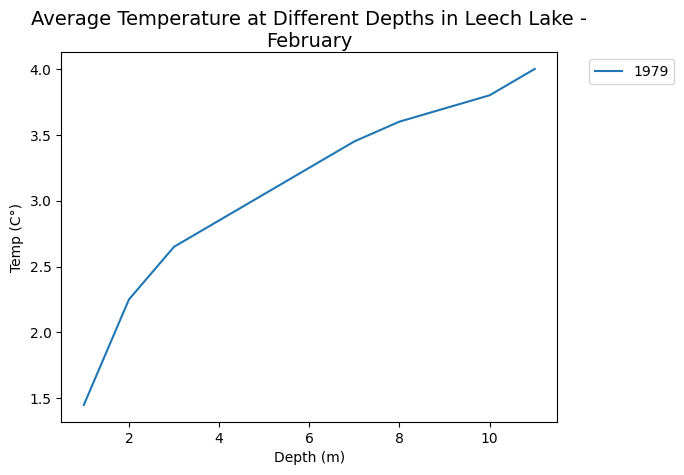 Average Temperature at Different Depths in Leech Lake -
February
1979
4.0
3.5
3.0
2.5
2.0
1.5
Temp (C°)
2 4 6 8 10
Depth (m)